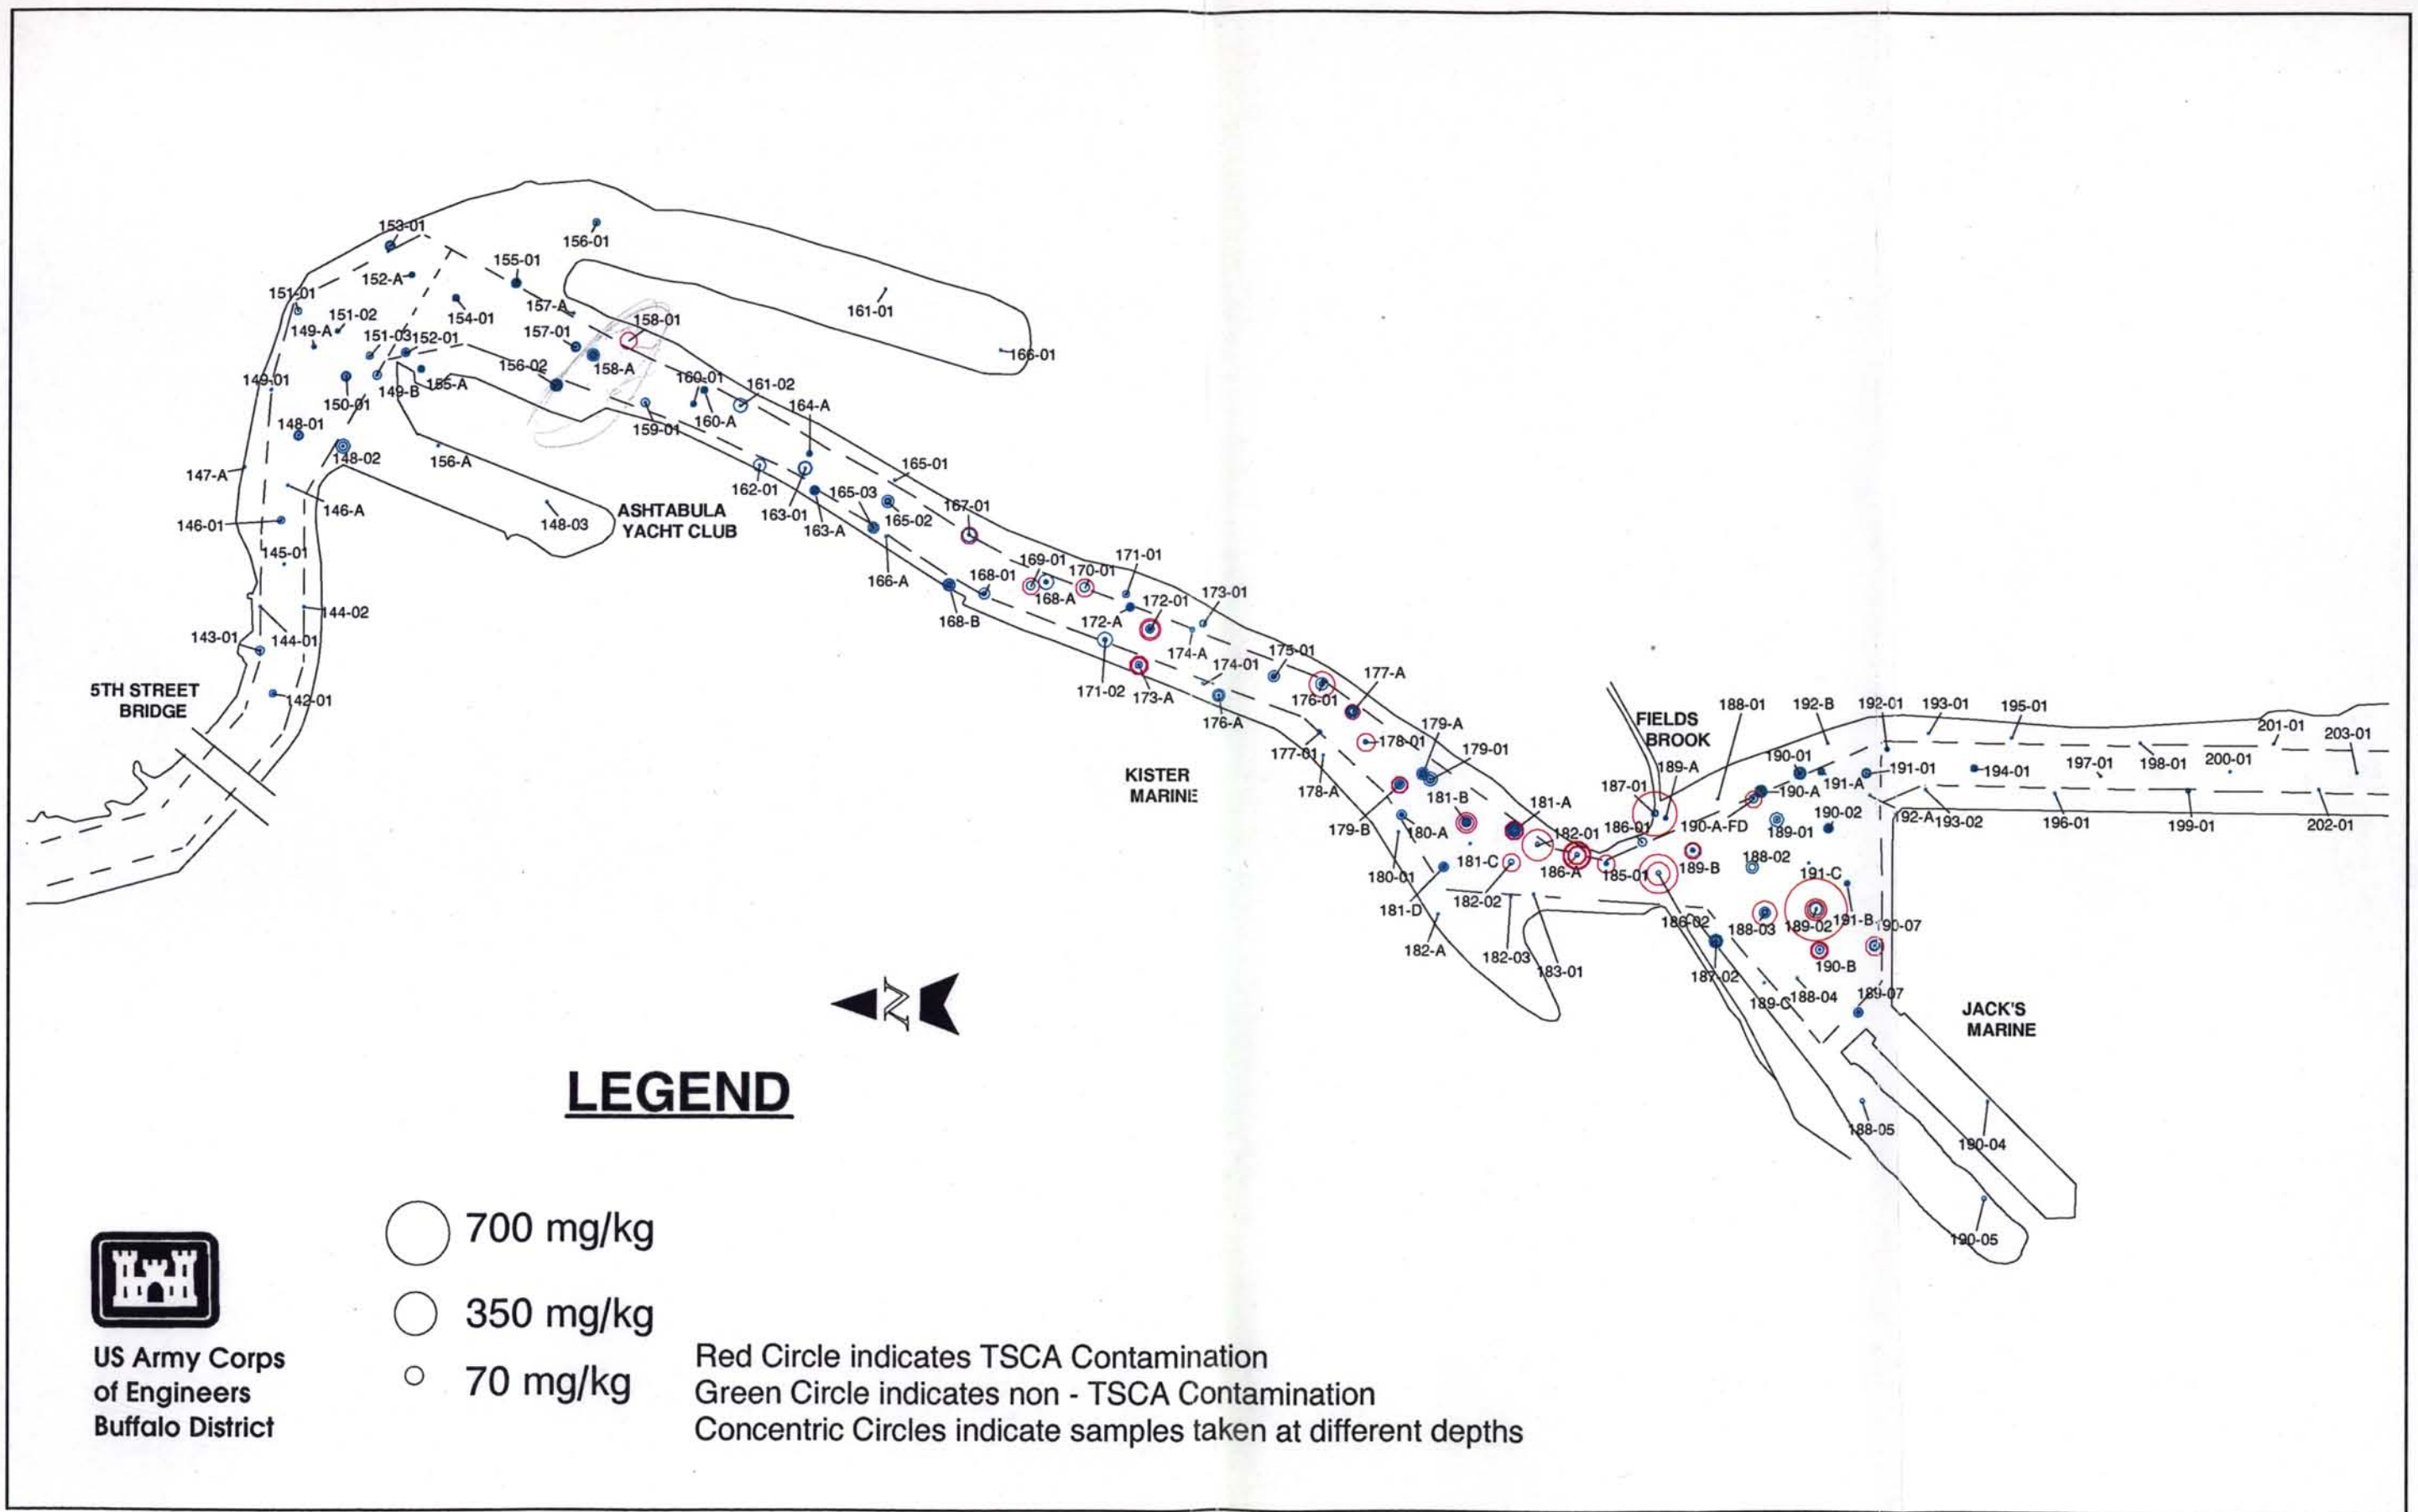 153-01
156-01
155-01
152-A
151-01
157-A
161-01
154-01
151-02
149-A
158-01
157-01
151-03
152-01
166-01
156-02
158-A
160-01
161-02
149-01
155-A
149-B
150-01
164-A
160-A
159-01
148-01
148-02
156-A
147-A
165-01
162-01
165-03
167-01
146-A
163-01
165-02
148-03
163-A
146-01
ASHTABULA
YACHT CLUB
145-01
169-01
171-01
170-01
168-01
166-A
168-A
173-01
172-01
144-02
168-B
172-A
143-01
144-01
174-A
175-01
174-01
177-A
171-02
173-A
176-01
142-01
5TH STREET
BRIDGE
176-A
179-A
178-01
179-01
177-01
KISTER
MARINE
178-A
181-B
181-A
179-B
180-A
182-01
186-01
181-C
186-A
185-01
180-01
182-02
181-D
182-A
182-03
183-01
FIELDS
BROOK
188-01
192-B
192-01
193-01
195-01
201-01
203-01
190-01
189-A
187-01
191-01
194-01
197-01
198-01
200-01
190-A
191-A
190-A-FD
189-01
190-02
192-A
193-02
196-01
199-01
202-01
188-02
189-B
191-C
186-02
188-03
189-02
191-B
190-07
187-02
190-B
189-C
188-04
189-07
JACK'S
MARINE
188-05
190-04
190-05
N
LEGEND
700 mg/kg
350 mg/kg
70 mg/kg
US Army Corps
of Engineers
Buffalo District
Red Circle indicates TSCA Contamination
Green Circle indicates non - TSCA Contamination
Concentric Circles indicate samples taken at different depths